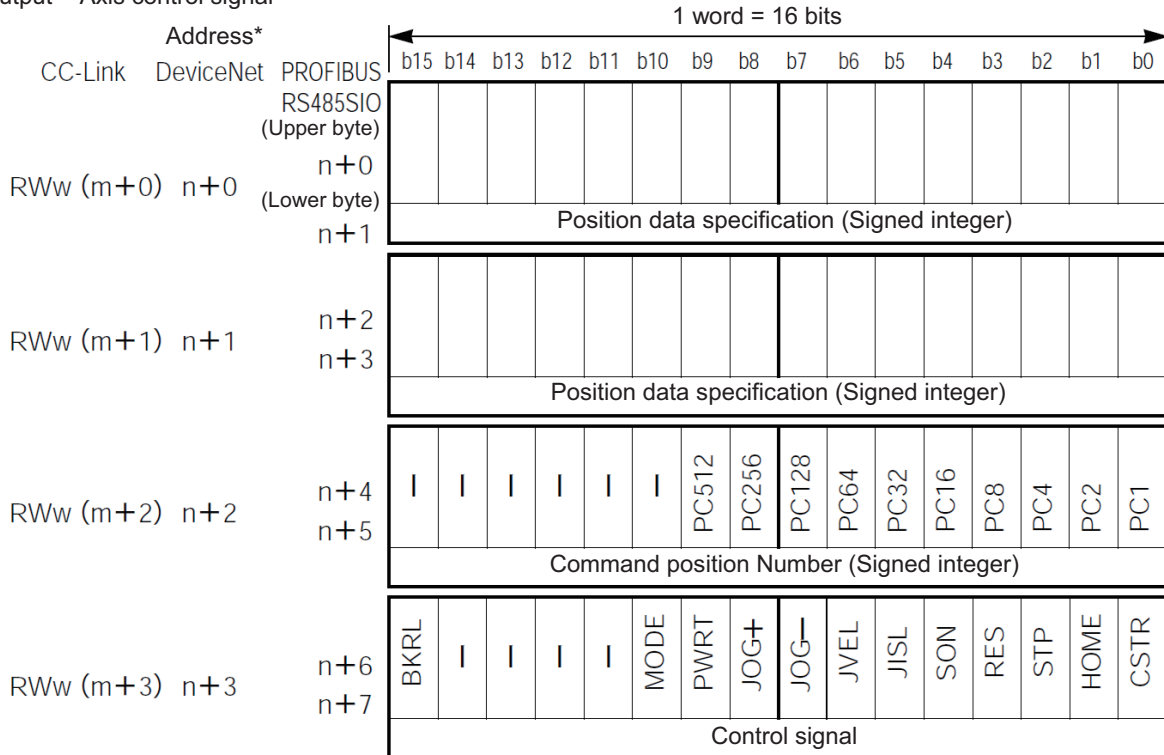 utput = Axis control signal
1 word = 16 bits
Address*
CC-Link DeviceNet PROFIBUS b15 b14 b13 b12 b11 b10 b9 b8 b7 b6 b5 b4 b3 b2 b1 b0
RS485SIO
(Upper byte)
n+0
RWw (m+0) n+0
(Lower byte)
n+1
Position data specification (Signed integer)
n+2
RWw (m+1) n+1
n+3
Position data specification (Signed integer)
n+4 — — — — — — PC512 PC256 PC128 PC64 PC32 PC16 PC8 PC4 PC2 PC1
RWw (m+2) n+2
n+5
Command position Number (Signed integer)
BKRL — — — — MODE PWRT JOG+ JOG− JVEL JISL SON RES STP HOME CSTR
n+6
RWw (m+3) n+3
n+7
Control signal